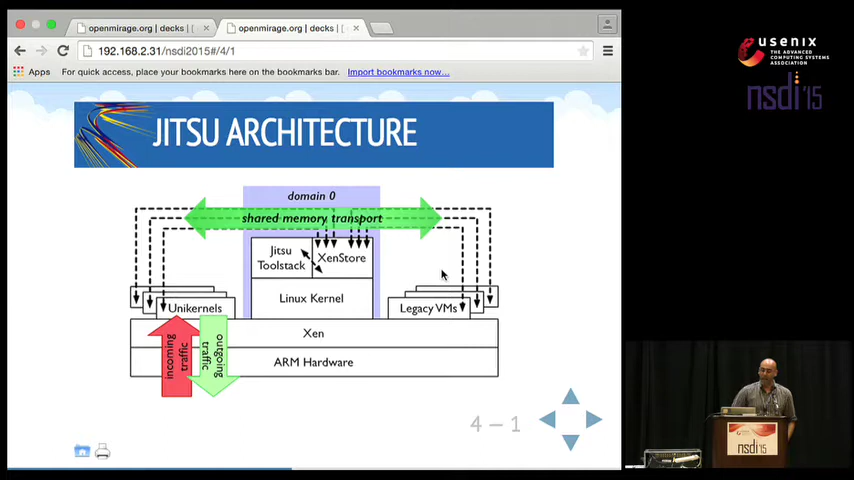 openmirage.org | decks | [
openmirage.org | decks | [
192.168.2.31/nsdi2015#/4/1
Apps
For quick access, place your bookmarks here on the bookmarks bar.
Import bookmarks now...
usenix
THE ADVANCED
COMPUTING SYSTEMS
ASSOCIATION
nsdi '15
JITSU ARCHITECTURE
domain 0
shared memory transport
Jitsu
Toolstack
XenStore
Linux Kernel
Unikernels
Legacy VMs
Xen
ARM Hardware
incoming
traffic
outgoing
traffic
4 – 1
nsdi'15